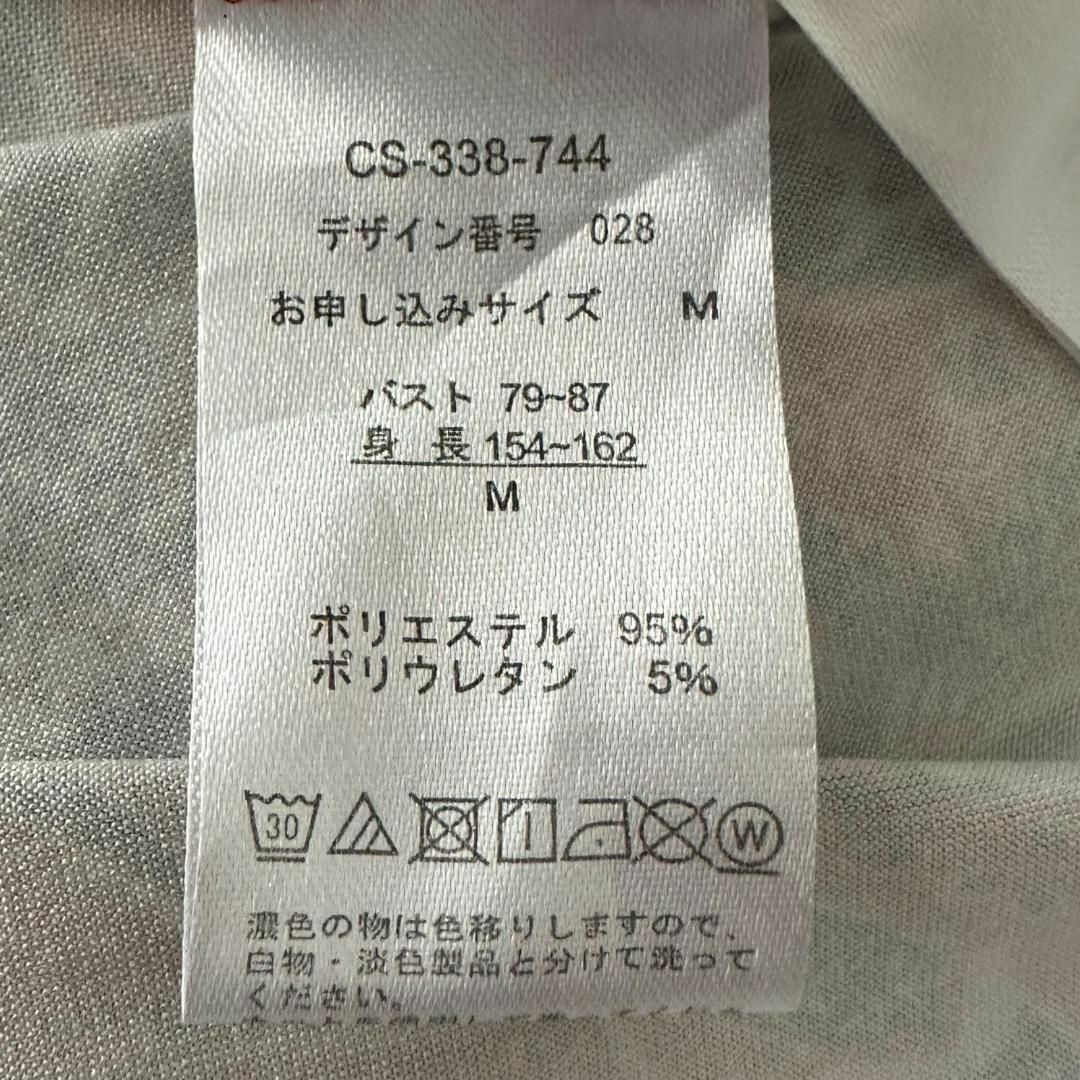 CS-338-744
デザイン番号 028
お申し込みサイズ M
バスト 79~87
身 長 154~162
M
ポリエステル 95%
ポリウレタン 5%
30 W
濃色の物は色移りしますので、
白物・淡色製品と分けて洗って
ください。